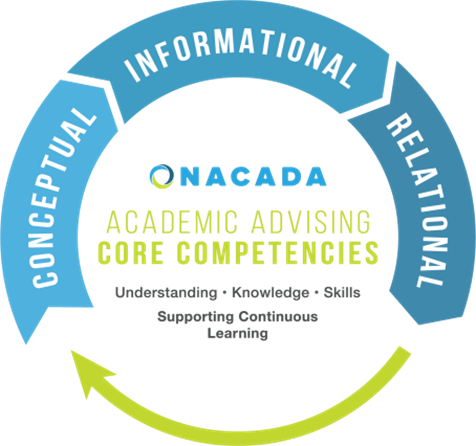 CONCEPTUAL
INFORMATIONAL
RELATIONAL
NACADA
ACADEMIC ADVISING
CORE COMPETENCIES
Understanding • Knowledge • Skills
Supporting Continuous
Learning